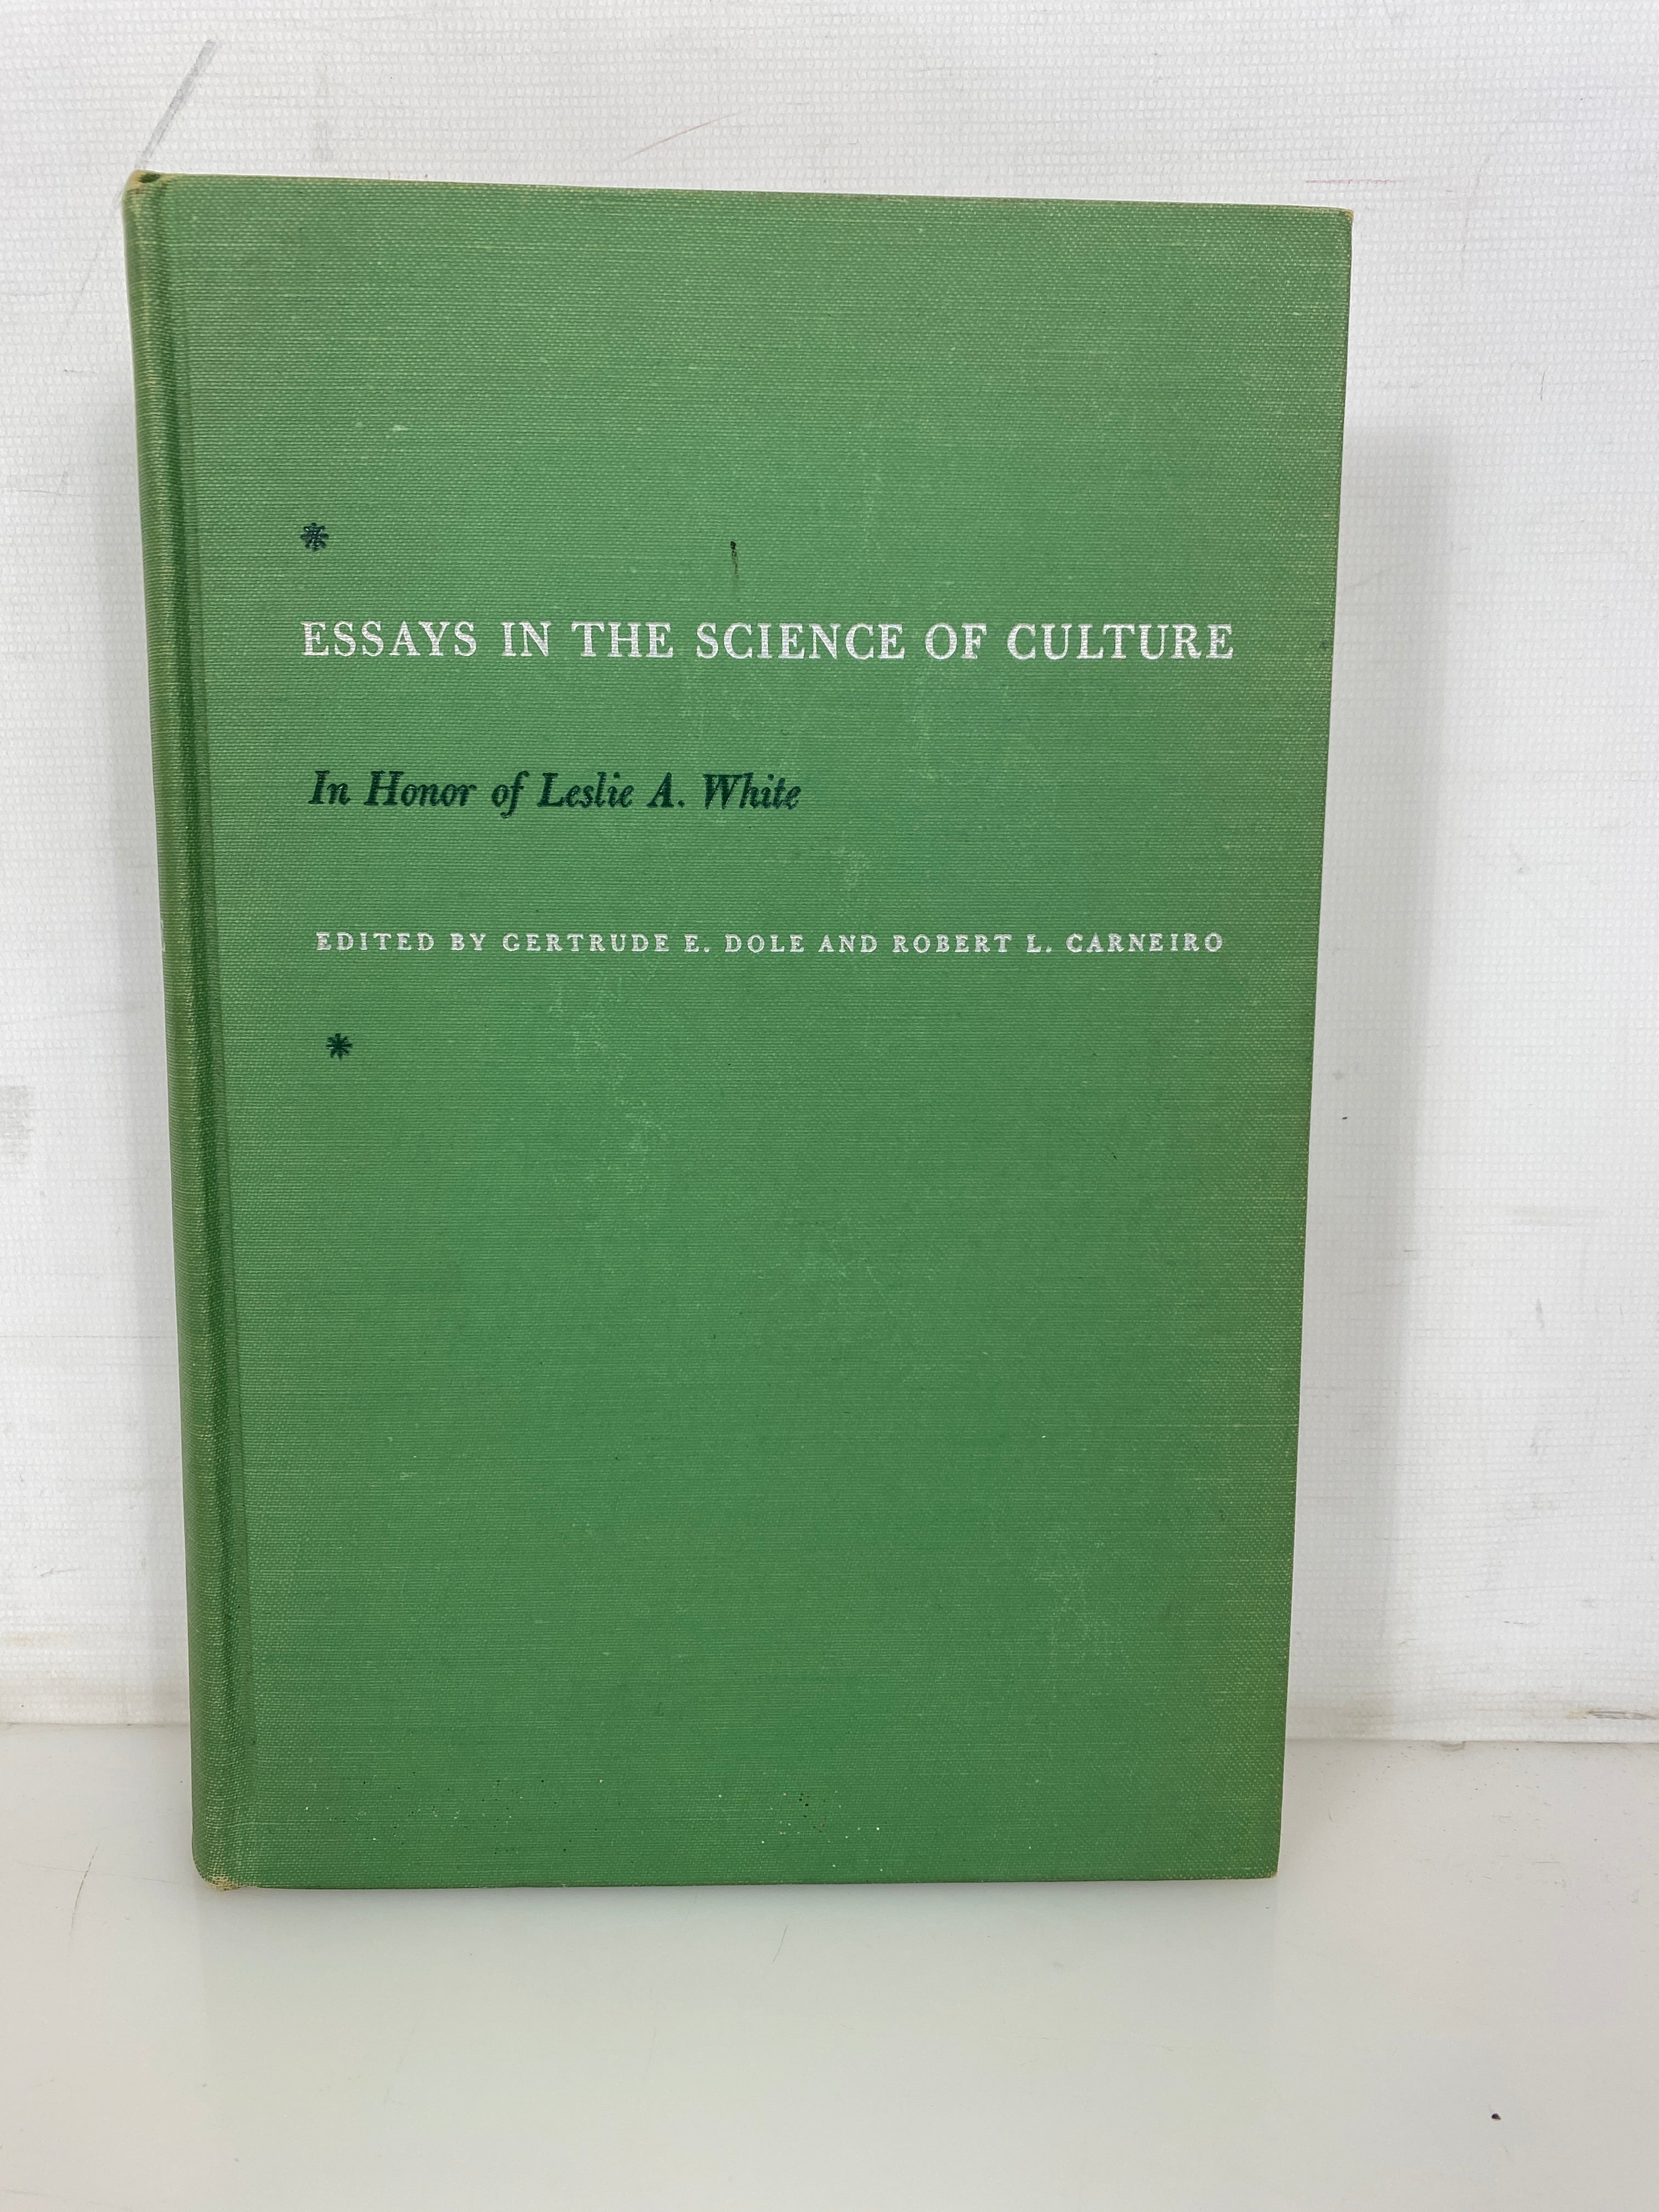 *
ESSAYS IN THE SCIENCE OF CULTURE
In Honor of Leslie A. White
EDITED BY GERTRUDE E. DOLE AND ROBERT L. CARNEIRO
*